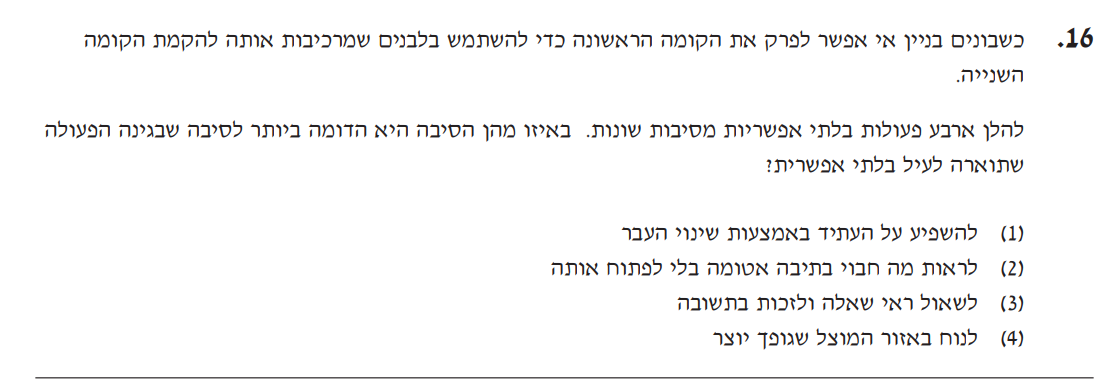 16. כשבונים בניין אי אפשר לפרק את הקומה הראשונה כדי להשתמש בלבנים שמרכיבות אותה להקמת הקומה
השנייה.
להלן ארבע פעולות בלתי אפשריות מסיבות שונות. באיזו מהן הסיבה היא הדומה ביותר לסיבה שבגינה הפעולה
שתוארה לעיל בלתי אפשרית?
(1) להשפיע על העתיד באמצעות שינוי העבר
(2) לראות מה חבוי בתיבה אטומה בלי לפתוח אותה
(3) לשאול ראי שאלה ולזכות בתשובה
(4) לנוח באזור המוצל שגופך יוצר